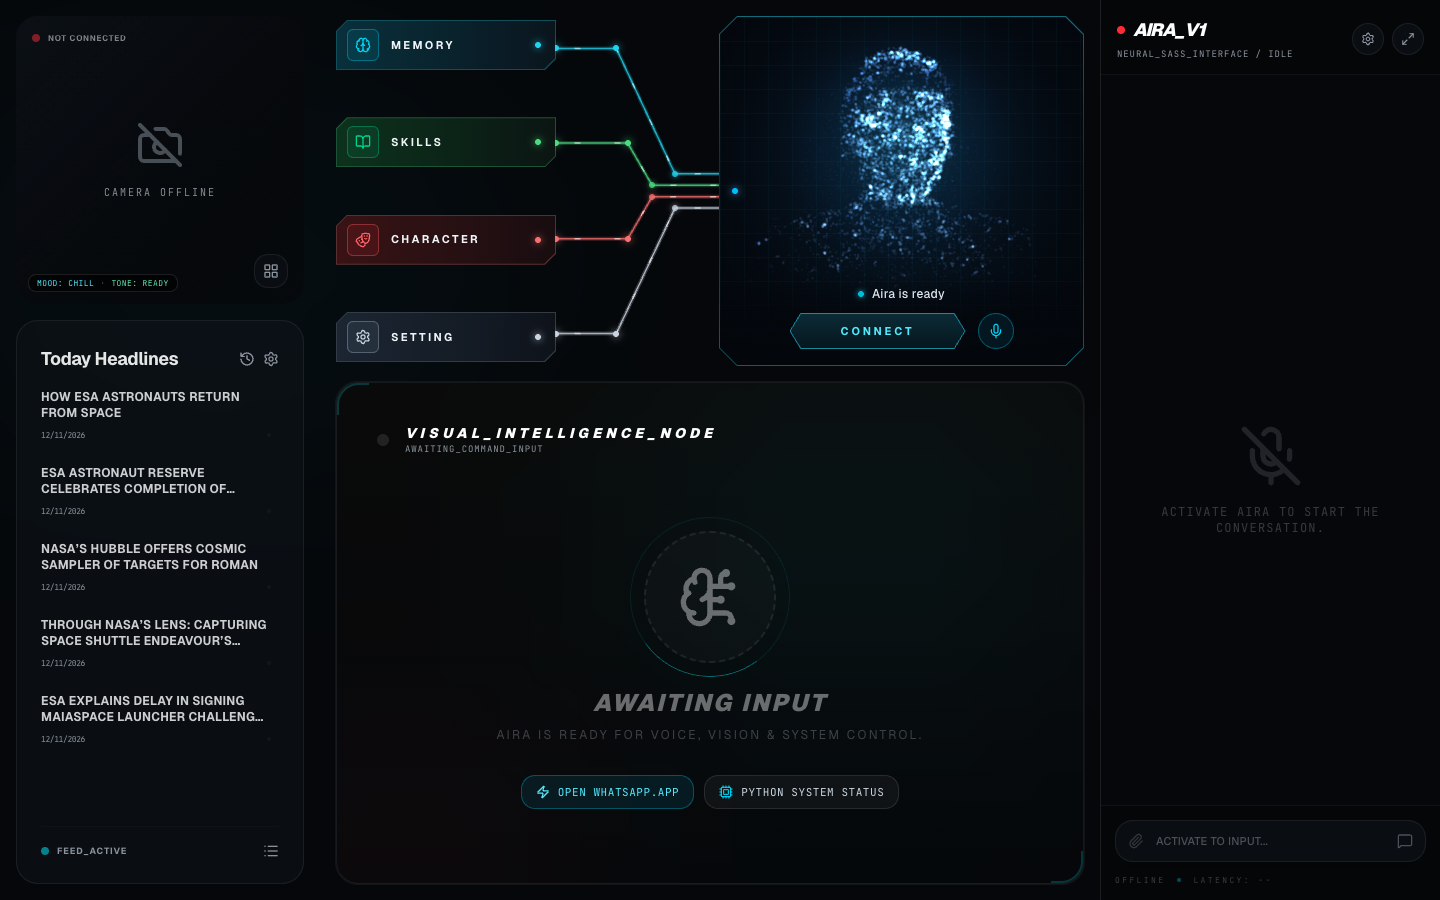 NOT CONNECTED
CAMERA OFFLINE
MOOD: CHILL · TONE: READY
Today Headlines
HOW ESA ASTRONAUTS RETURN
FROM SPACE
12/11/2026
ESA ASTRONAUT RESERVE
CELEBRATES COMPLETION OF...
12/11/2026
NASA'S HUBBLE OFFERS COSMIC
SAMPLER OF TARGETS FOR ROMAN
12/11/2026
THROUGH NASA'S LENS: CAPTURING
SPACE SHUTTLE ENDEAVOUR'S...
12/11/2026
ESA EXPLAINS DELAY IN SIGNING
MAIASPACE LAUNCHER CHALLENG...
12/11/2026
FEED_ACTIVE
MEMORY
SKILLS
CHARACTER
SETTING
Aira is ready
CONNECT
VISUAL_INTELLIGENCE_NODE
AWAITING_COMMAND_INPUT
AWAITING INPUT
AIRA IS READY FOR VOICE, VISION & SYSTEM CONTROL.
OPEN WHATSAPP.APP
PYTHON SYSTEM STATUS
AIRA_V1
NEURAL_SASS_INTERFACE / IDLE
ACTIVATE AIRA TO START THE
CONVERSATION.
ACTIVATE TO INPUT...
OFFLINE • LATENCY: --